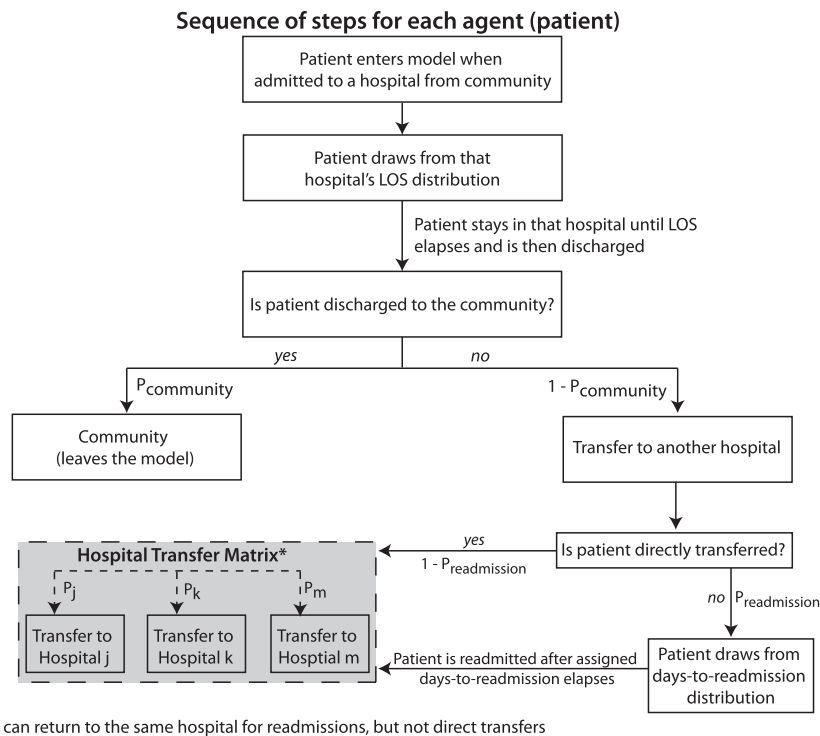 Sequence of steps for each agent (patient)
Patient enters model when
admitted to a hospital from community
Patient draws from that
hospital's LOS distribution
Patient stays in that hospital until LOS
elapses and is then discharged
Is patient discharged to the community?
yes
no
Pcommunity
1 - Pcommunity
Community
(leaves the model)
Transfer to another hospital
Hospital Transfer Matrix*
yes
1 - Preadmission
Is patient directly transferred?
Pj
Pk
Pm
no
Preadmission
Transfer to
Hospital j
Transfer to
Hospital k
Transfer to
Hosptial m
Patient is readmitted after assigned
days-to-readmission elapses
Patient draws from
days-to-readmission
distribution
can return to the same hospital for readmissions, but not direct transfers